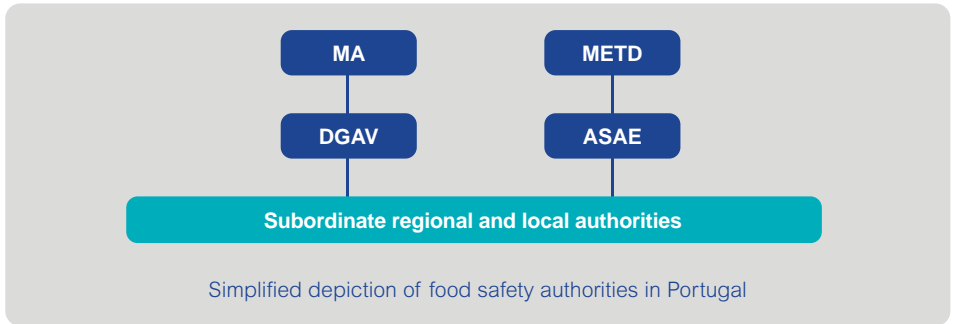 MA
METD
DGAV
ASAE
Subordinate regional and local authorities
Simplified depiction of food safety authorities in Portugal